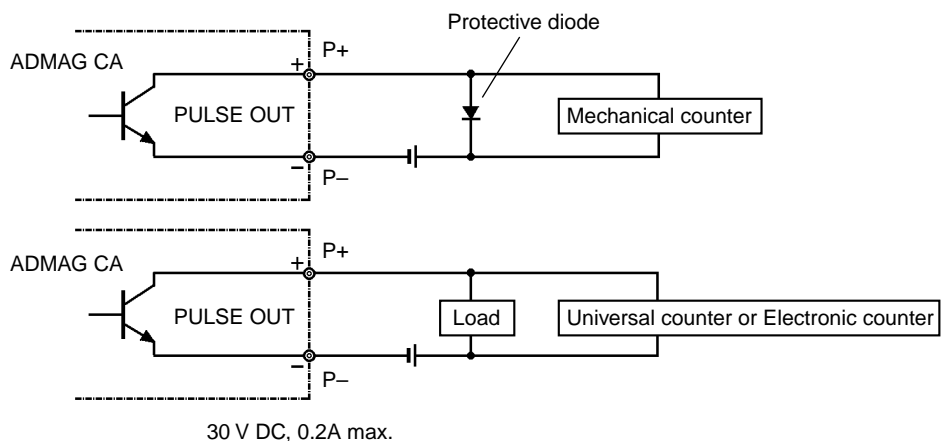 Protective diode
ADMAG CA
P+
+
PULSE OUT
Mechanical counter
−
P–
ADMAG CA
P+
+
PULSE OUT
Load
Universal counter or Electronic counter
−
P–
30 V DC, 0.2A max.